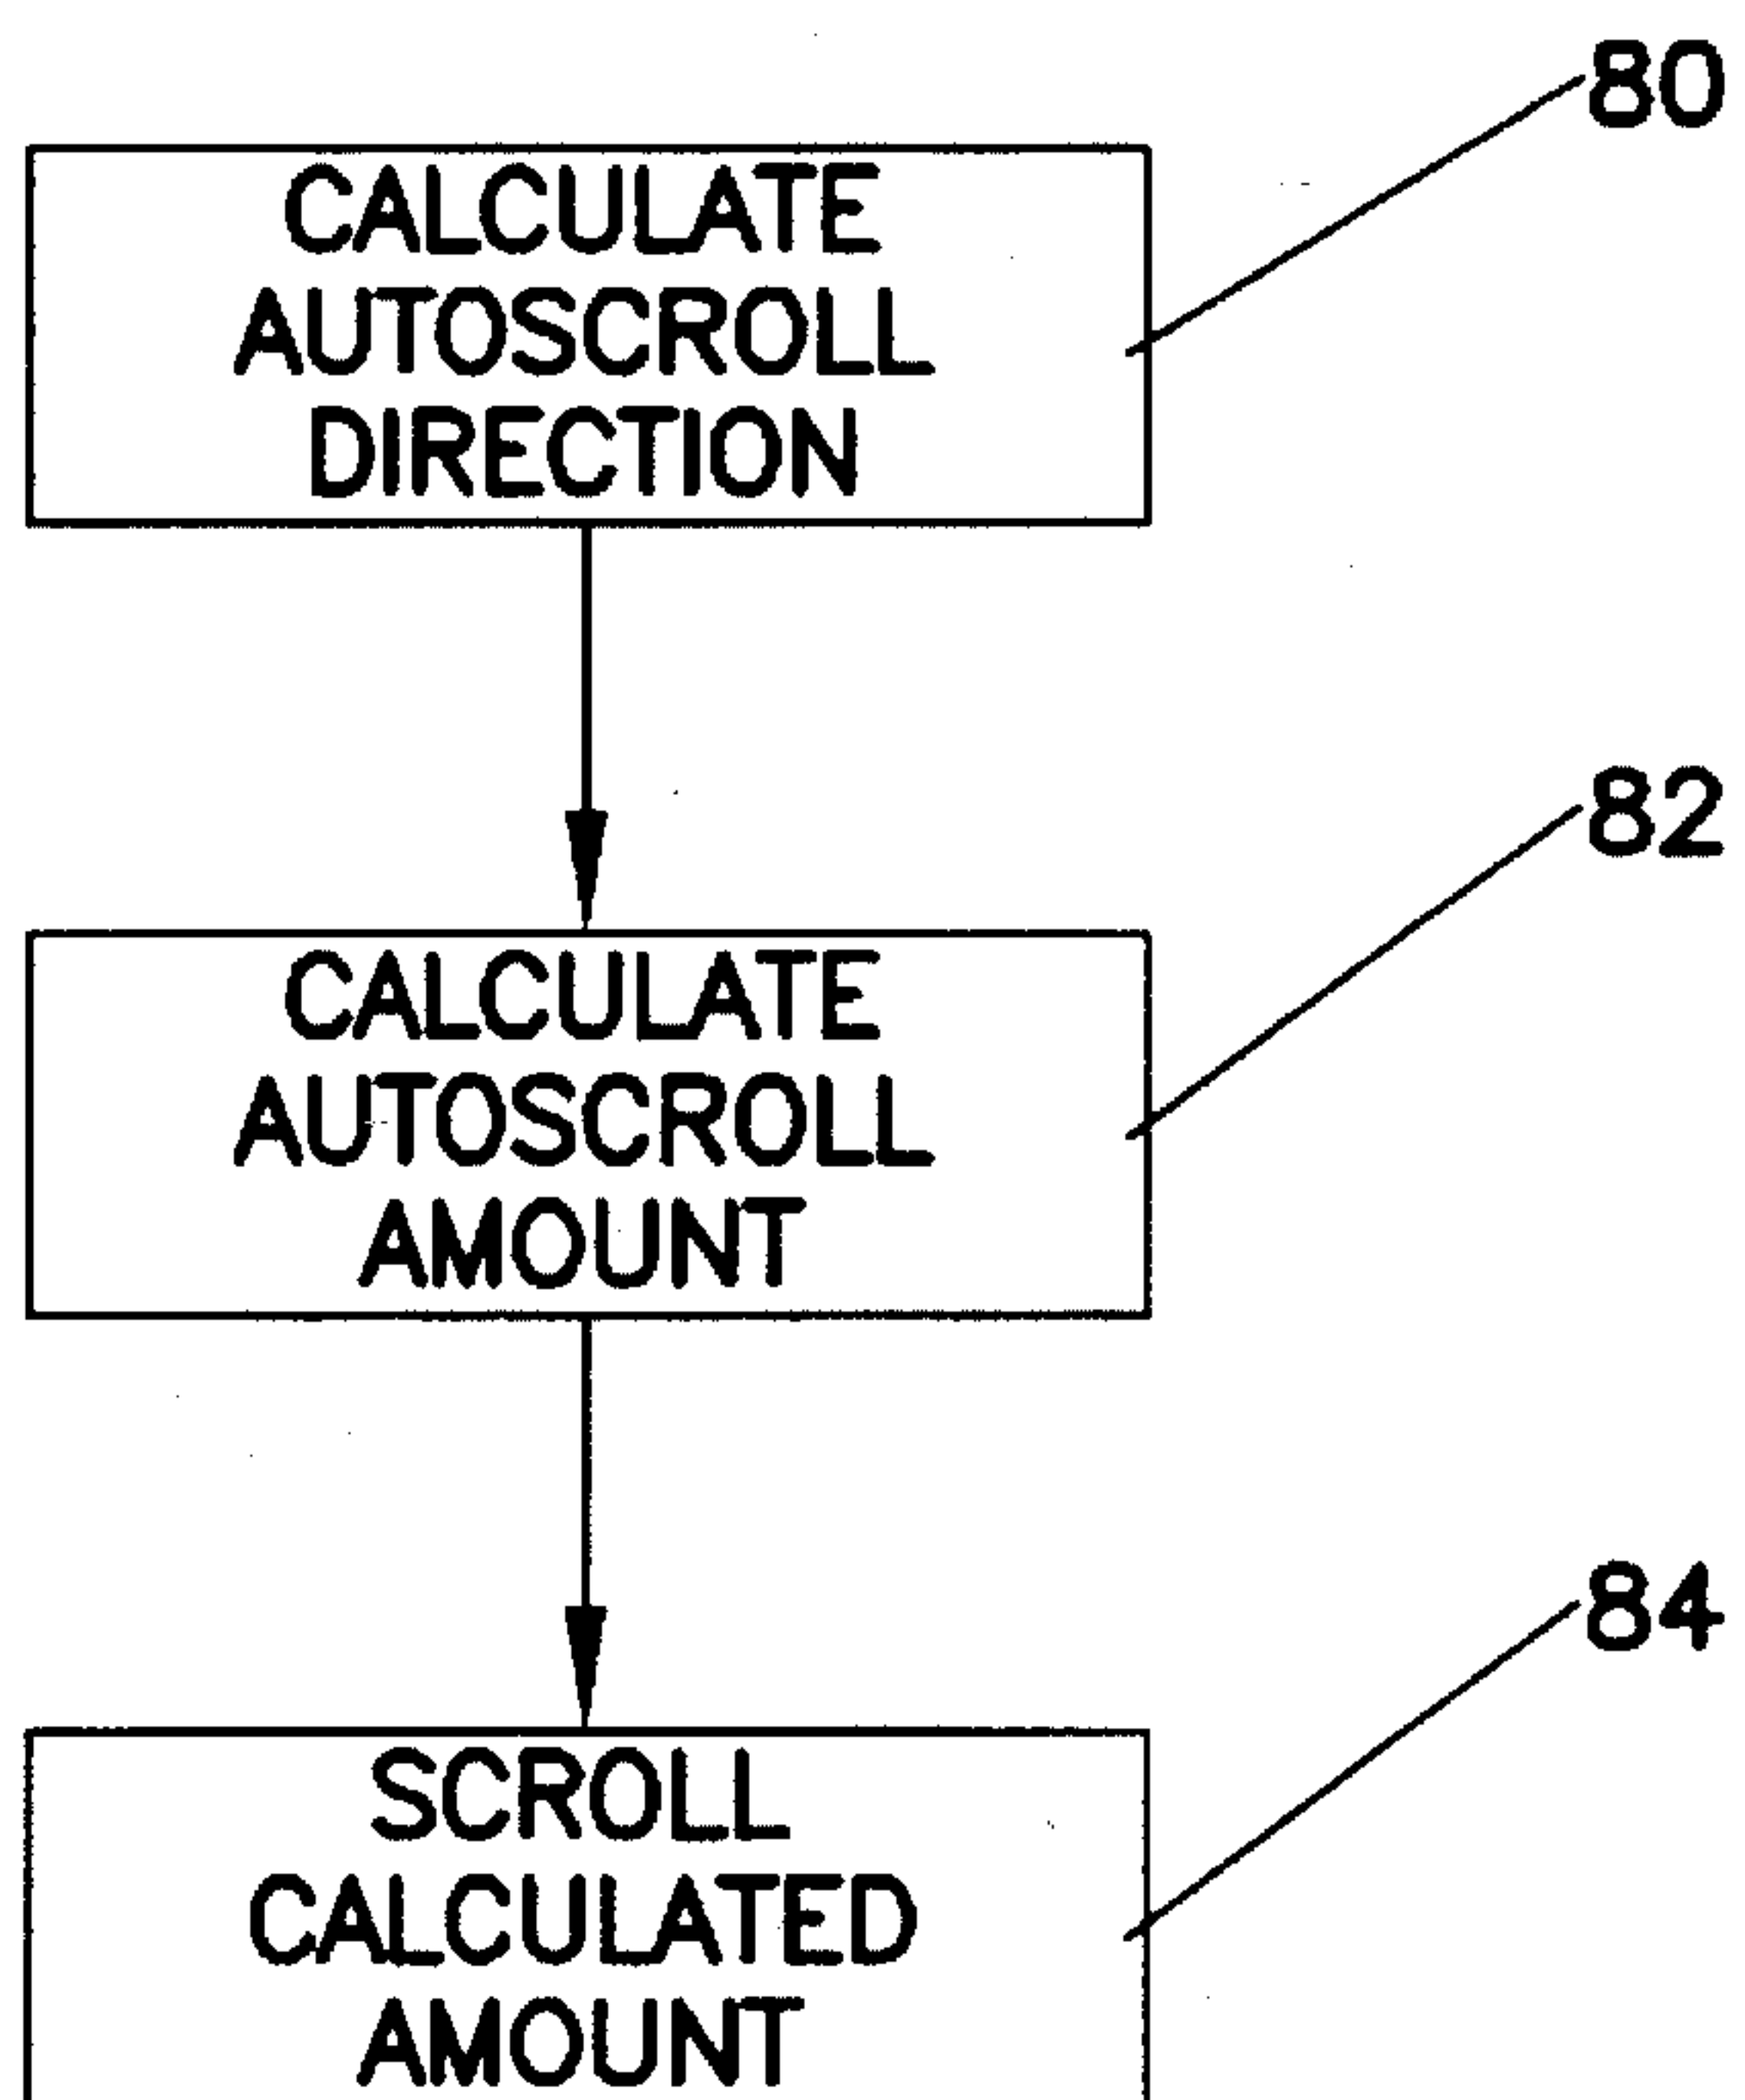 80
CALCULATE
AUTOSCROLL
DIRECTION
82
CALCULATE
AUTOSCROLL
AMOUNT
84
SCROLL
CALCULATED
AMOUNT